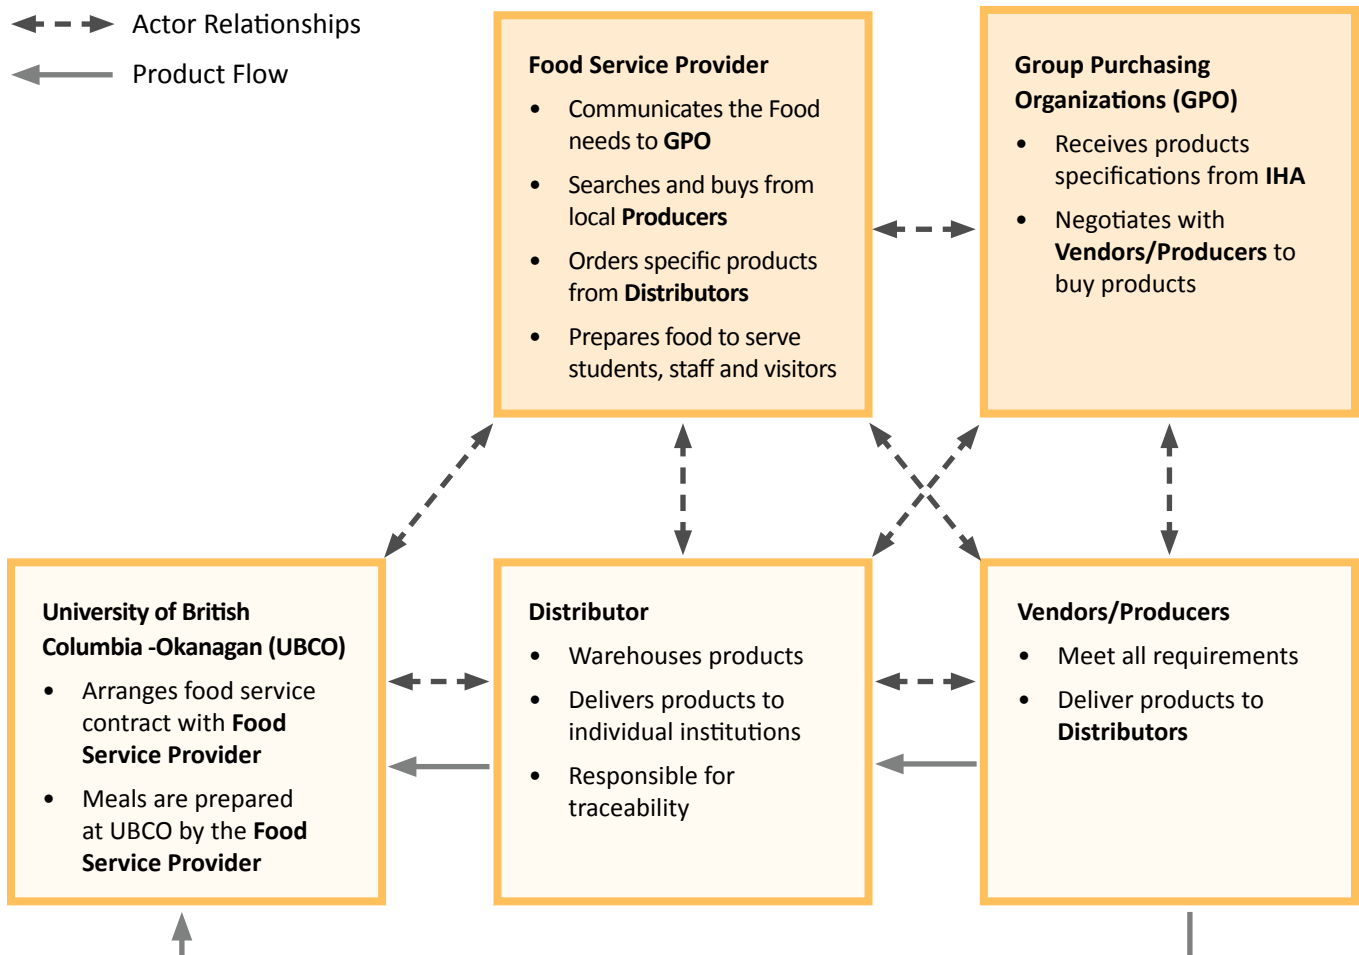 Actor Relationships
Product Flow
Food Service Provider
• Communicates the Food
needs to GPO
• Searches and buys from
local Producers
• Orders specific products
from Distributors
• Prepares food to serve
students, staff and visitors
Group Purchasing
Organizations (GPO)
• Receives products
specifications from IHA
• Negotiates with
Vendors/Producers to
buy products
University of British
Columbia -Okanagan (UBCO)
• Arranges food service
contract with Food
Service Provider
• Meals are prepared
at UBCO by the Food
Service Provider
Distributor
• Warehouses products
• Delivers products to
individual institutions
• Responsible for
traceability
Vendors/Producers
• Meet all requirements
• Deliver products to
Distributors